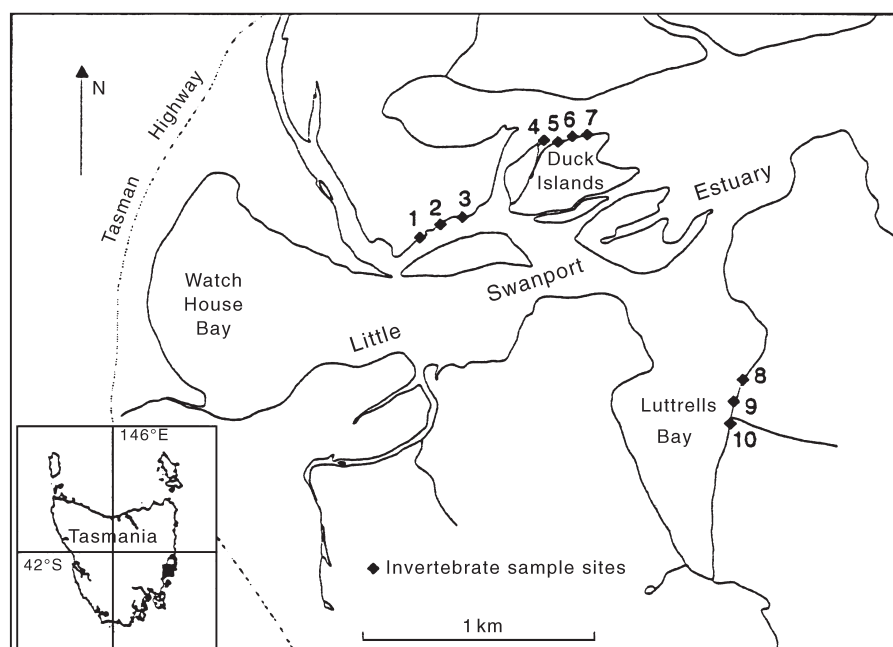 N
Tasman Highway
4 5 6 7
Duck
Islands
Estuary
1 2 3
Watch
House
Bay
Swanport
Little
8
9
10
Luttrells
Bay
146°E
Tasmania
42°S
Invertebrate sample sites
1 km